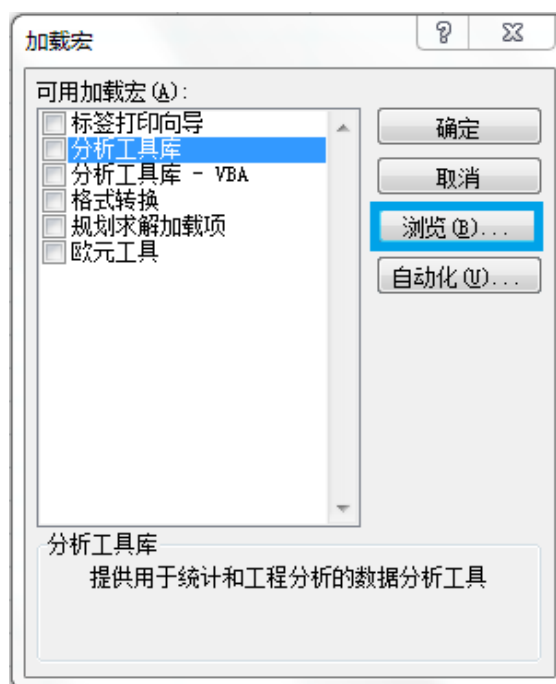 加载宏
可用加载宏(A):
标签打印向导
分析工具库
分析工具库 - VBA
格式转换
规划求解加载项
欧元工具
确定
取消
浏览(B)...
自动化(U)...
分析工具库
提供用于统计和工程分析的数据分析工具